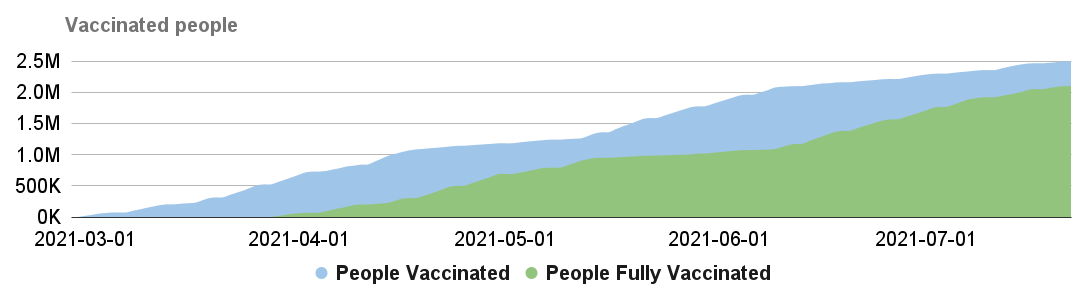 Vaccinated people
2.5M
2.0M
1.5M
1.0M
500K
0K
2021-03-01 2021-04-01 2021-05-01 2021-06-01 2021-07-01
People Vaccinated People Fully Vaccinated